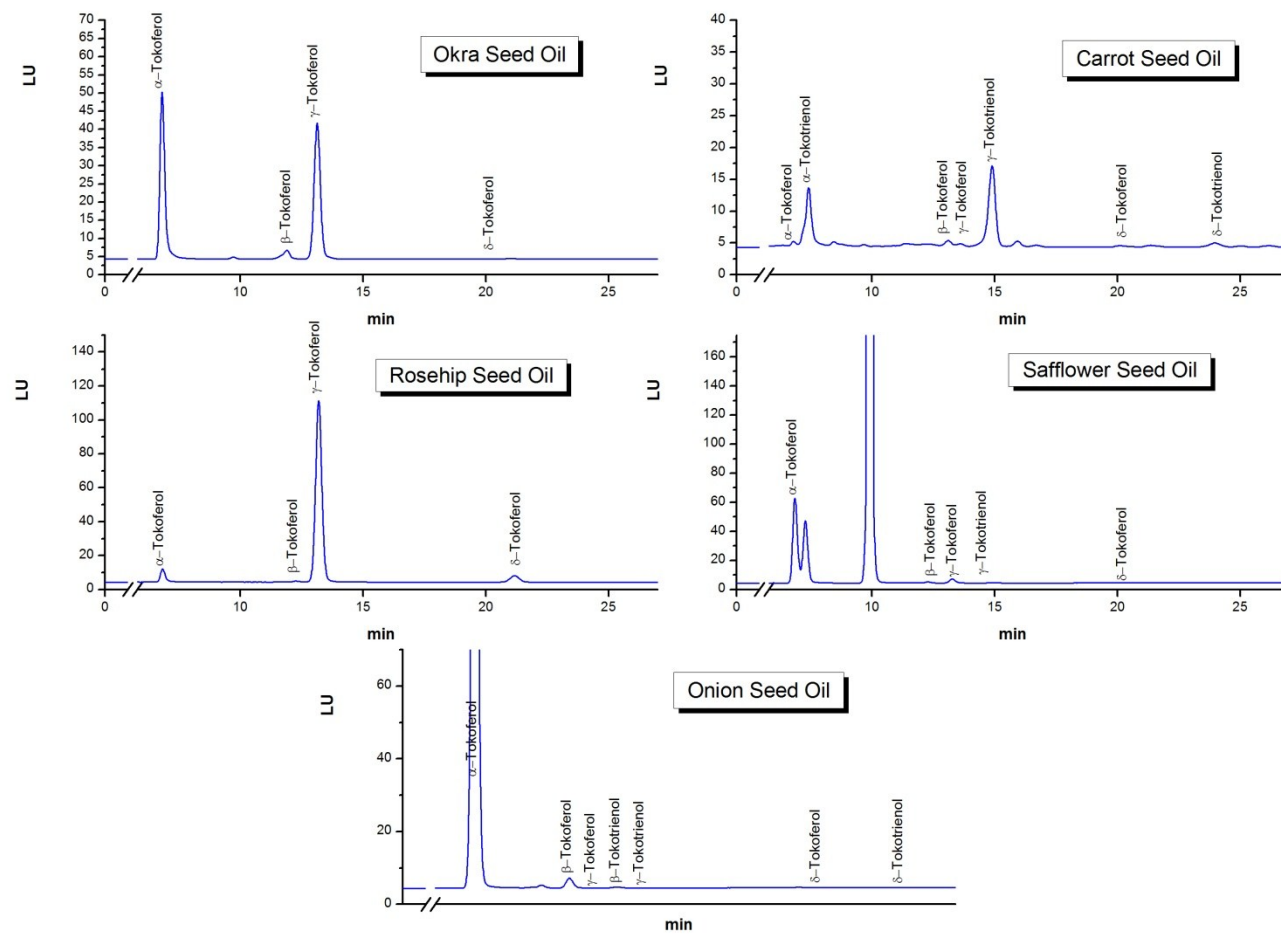 Okra Seed Oil
LU
70
65
60
55
50
45
40
35
30
25
20
15
10
5
0
α−Tokoferol
β−Tokoferol
γ−Tokoferol
δ−Tokoferol
0
10
15
20
25
min
Carrot Seed Oil
LU
40
35
30
25
20
15
10
5
0
α−Tokoferol
α−Tokotrienol
β−Tokoferol
γ−Tokoferol
γ−Tokotrienol
δ−Tokoferol
δ−Tokotrienol
0
10
15
20
25
min
Rosehip Seed Oil
LU
140
120
100
80
60
40
20
0
α−Tokoferol
β−Tokoferol
γ−Tokoferol
δ−Tokoferol
0
10
15
20
25
min
Safflower Seed Oil
LU
160
140
120
100
80
60
40
20
0
α−Tokoferol
β−Tokoferol
γ−Tokoferol
γ−Tokotrienol
δ−Tokoferol
0
10
15
20
25
min
Onion Seed Oil
LU
60
40
20
0
α−Tokoferol
β−Tokoferol
γ−Tokoferol
β−Tokotrienol
γ−Tokotrienol
δ−Tokoferol
δ−Tokotrienol
min